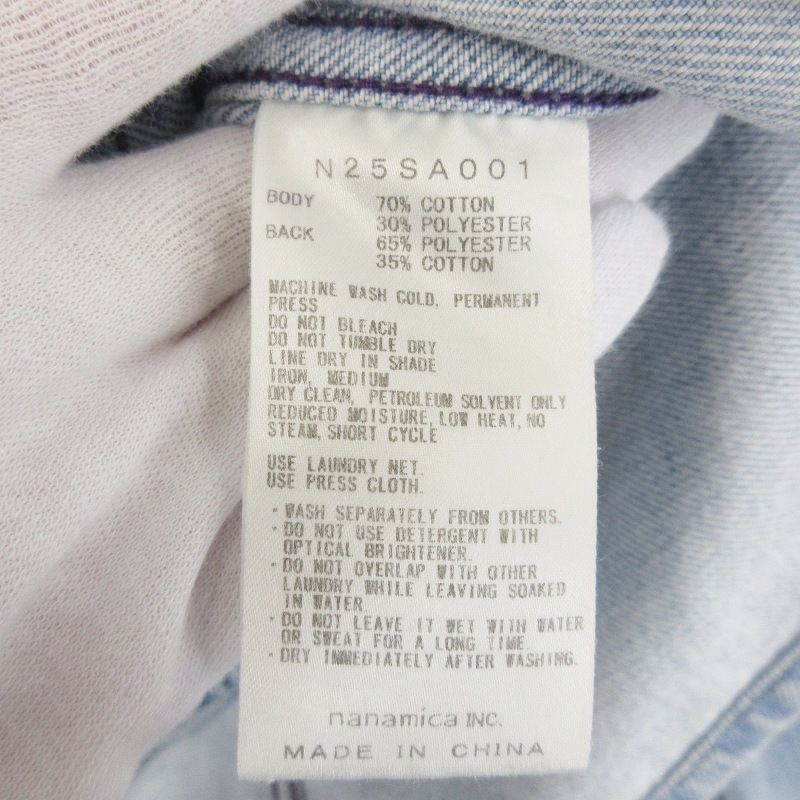 N25SA001
BODY 70% COTTON
30% POLYESTER
BACK 65% POLYESTER
35% COTTON
MACHINE WASH COLD, PERMANENT
PRESS
DO NOT BLEACH
DO NOT TUMBLE DRY
LINE DRY IN SHADE
IRON, MEDIUM
DRY CLEAN, PETROLEUM SOLVENT ONLY
REDUCED MOISTURE, LOW HEAT, NO
STEAM, SHORT CYCLE
USE LAUNDRY NET.
USE PRESS CLOTH.
・WASH SEPARATELY FROM OTHERS.
・DO NOT USE DETERGENT WITH
OPTICAL BRIGHTENER.
・DO NOT OVERLAP WITH OTHER
LAUNDRY WHILE LEAVING SOAKED
IN WATER.
・DO NOT LEAVE IT WET WITH WATER
OR SWEAT FOR A LONG TIME.
・DRY IMMEDIATELY AFTER WASHING.
nanamica INC.
MADE IN CHINA